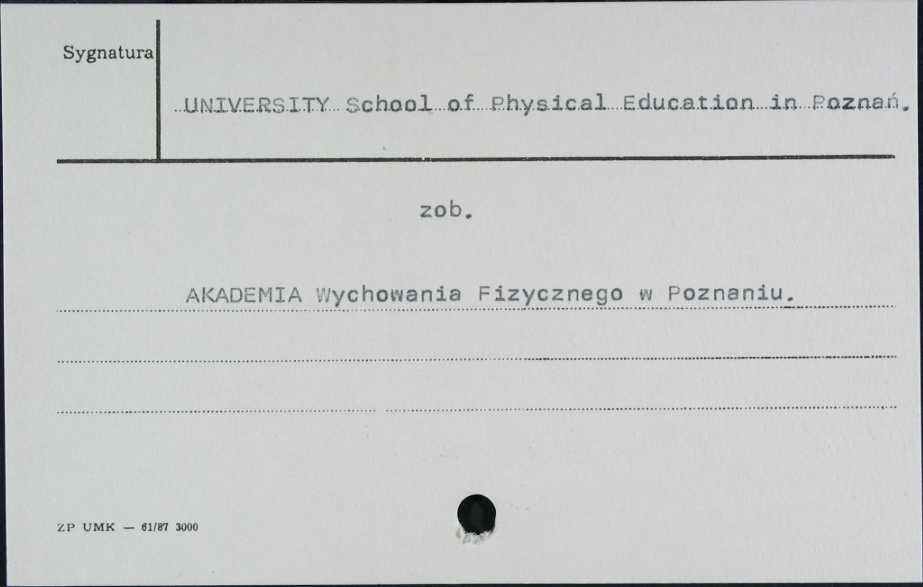 Sygnatura
UNIVERSITY School of Physical Education in Poznań.
zob.
AKADEMIA Wychowania Fizycznego w Poznaniu.
ZP UMK — 61/87 3000